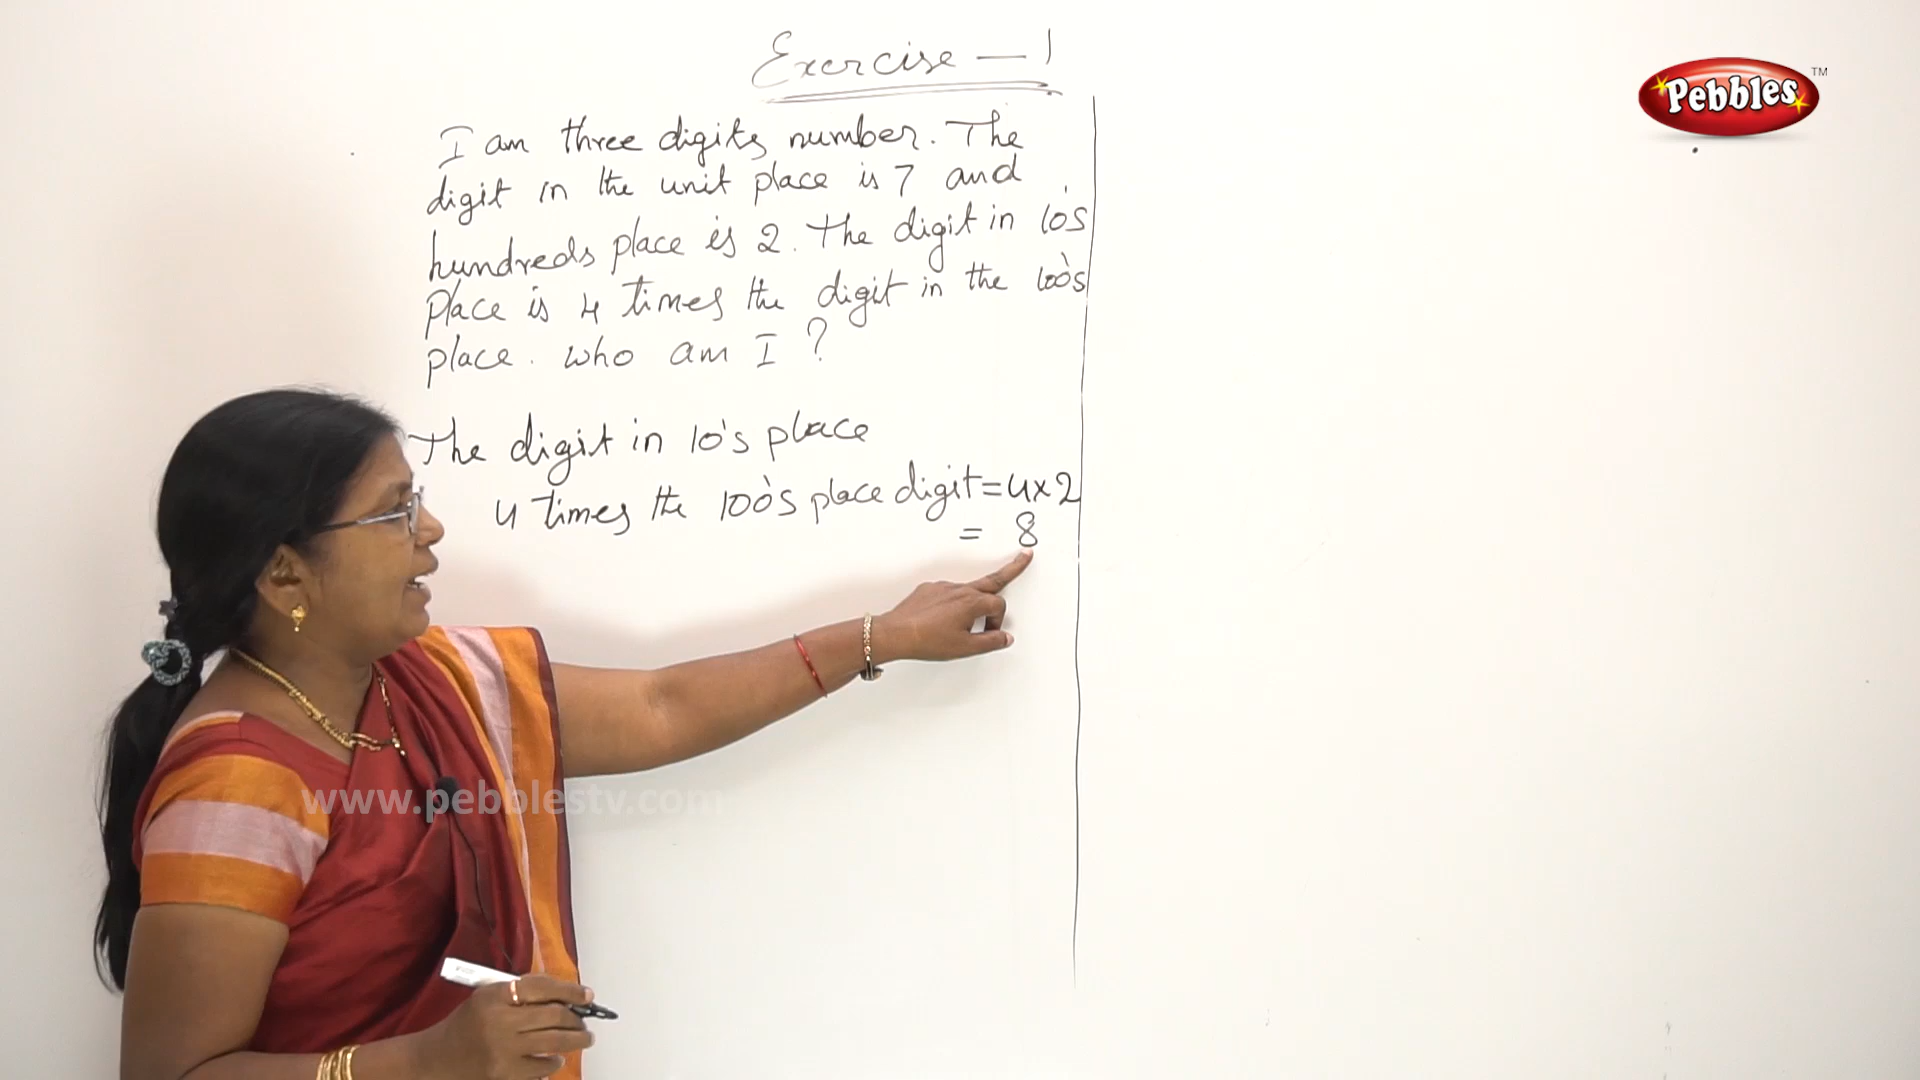 Exercise – 1
Pebbles TM
I am three digits number. The
digit in the unit place is 7 and
hundreds place is 2. The digit in 10's
place is 4 times the digit in the 100's
place. who am I ?
The digit in 10's place
4 times the 100's place digit = 4 x 2
= 8
www.pebblestv.com